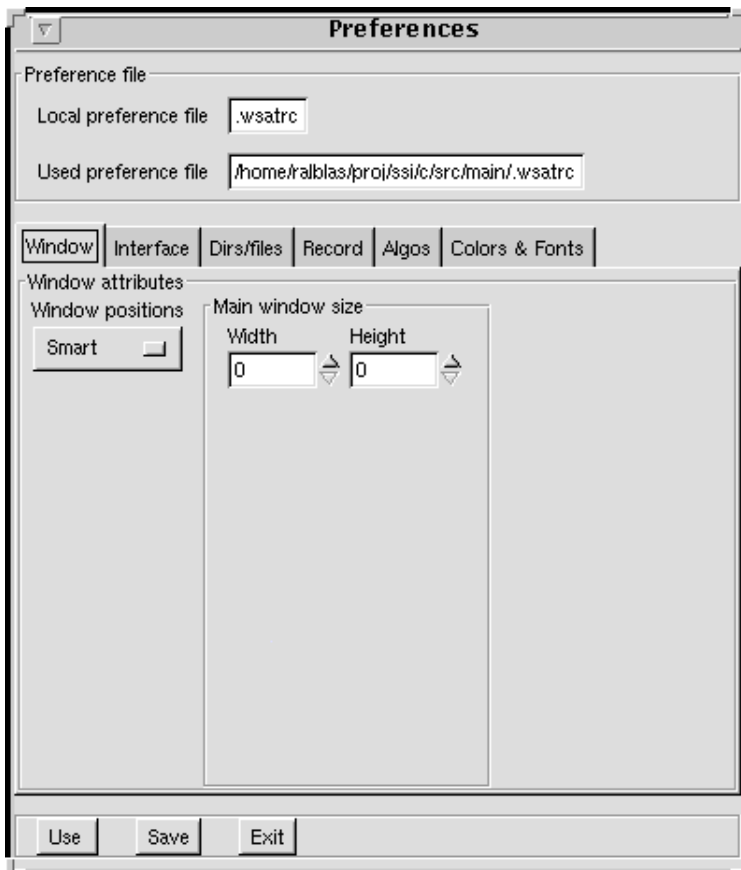 Preferences
Preference file
Local preference file .wsatrc
Used preference file /home/ralblas/proj/ssi/c/src/main/.wsatrc
Window Interface Dirs/files Record Algos Colors & Fonts
Window attributes
Window positions Main window size
Width Height
Smart
0 0
Use Save Exit